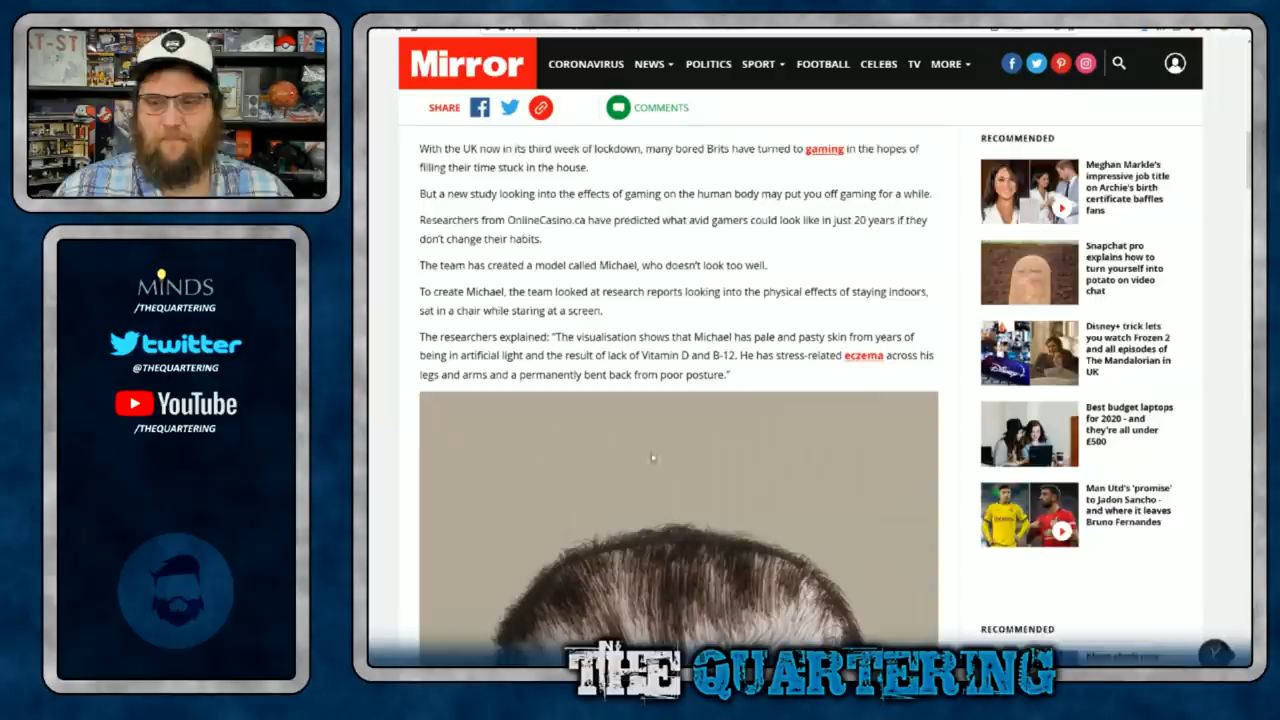 AT-ST
MINDS
/THEQUARTERING
twitter
@THEQUARTERING
YouTube
/THEQUARTERING
Mirror
CORONAVIRUS NEWS POLITICS SPORT FOOTBALL CELEBS TV MORE
SHARE
COMMENTS
With the UK now in its third week of lockdown, many bored Brits have turned to gaming in the hopes of
filling their time stuck in the house.
But a new study looking into the effects of gaming on the human body may put you off gaming for a while.
Researchers from OnlineCasino.ca have predicted what avid gamers could look like in just 20 years if they
don't change their habits.
The team has created a model called Michael, who doesn't look too well.
To create Michael, the team looked at research reports looking into the physical effects of staying indoors,
sat in a chair while staring at a screen.
The researchers explained: "The visualisation shows that Michael has pale and pasty skin from years of
being in artificial light and the result of lack of Vitamin D and B-12. He has stress-related eczema across his
legs and arms and a permanently bent back from poor posture."
RECOMMENDED
Meghan Markle's
impressive job title
on Archie's birth
certificate baffles
fans
Snapchat pro
explains how to
turn yourself into
potato on video
chat
Disney+ trick lets
you watch Frozen 2
and all episodes of
The Mandalorian in
UK
Best budget laptops
for 2020 - and
they're all under
£500
Man Utd's 'promise'
to Jadon Sancho -
and where it leaves
Bruno Fernandes
RECOMMENDED
THE QUARTERING